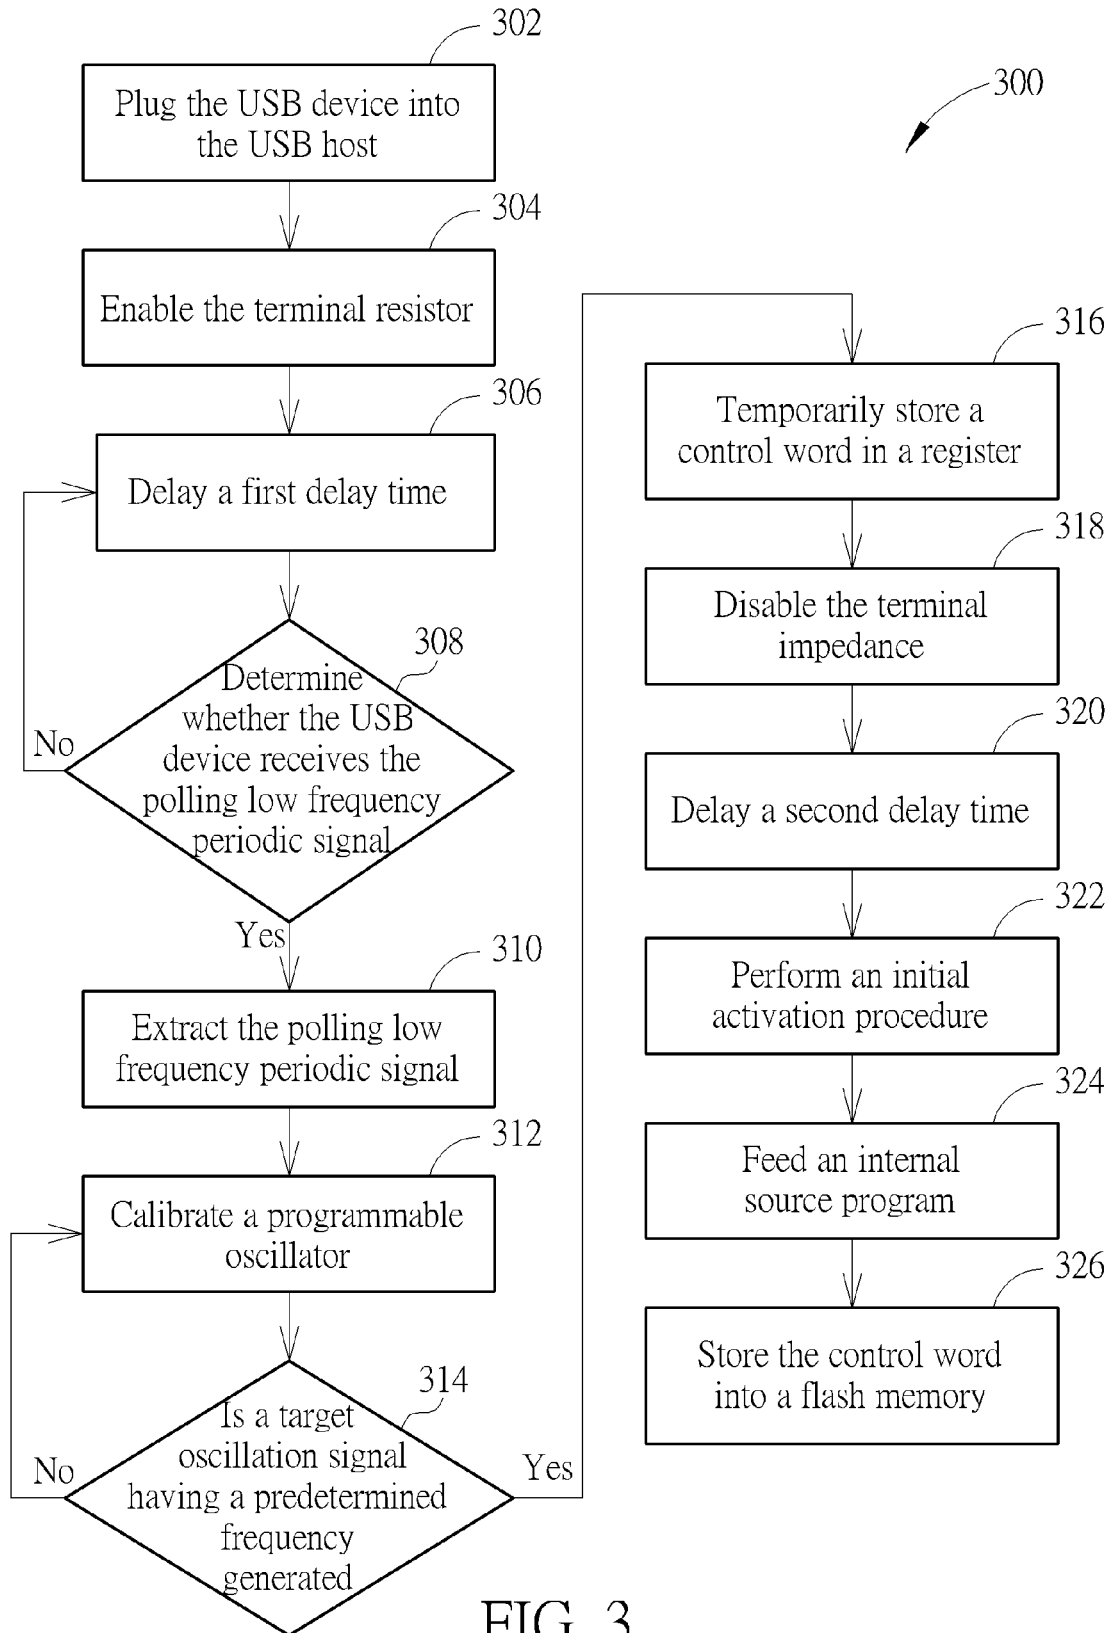 302
Plug the USB device into
the USB host
300
304
Enable the terminal resistor
306
Delay a first delay time
308
Determine
whether the USB
device receives the
polling low frequency
periodic signal
No
Yes
310
Extract the polling low
frequency periodic signal
312
Calibrate a programmable
oscillator
314
Is a target
oscillation signal
having a predetermined
frequency
generated
No
Yes
316
Temporarily store a
control word in a register
318
Disable the terminal
impedance
320
Delay a second delay time
322
Perform an initial
activation procedure
324
Feed an internal
source program
326
Store the control word
into a flash memory
FIG. 3